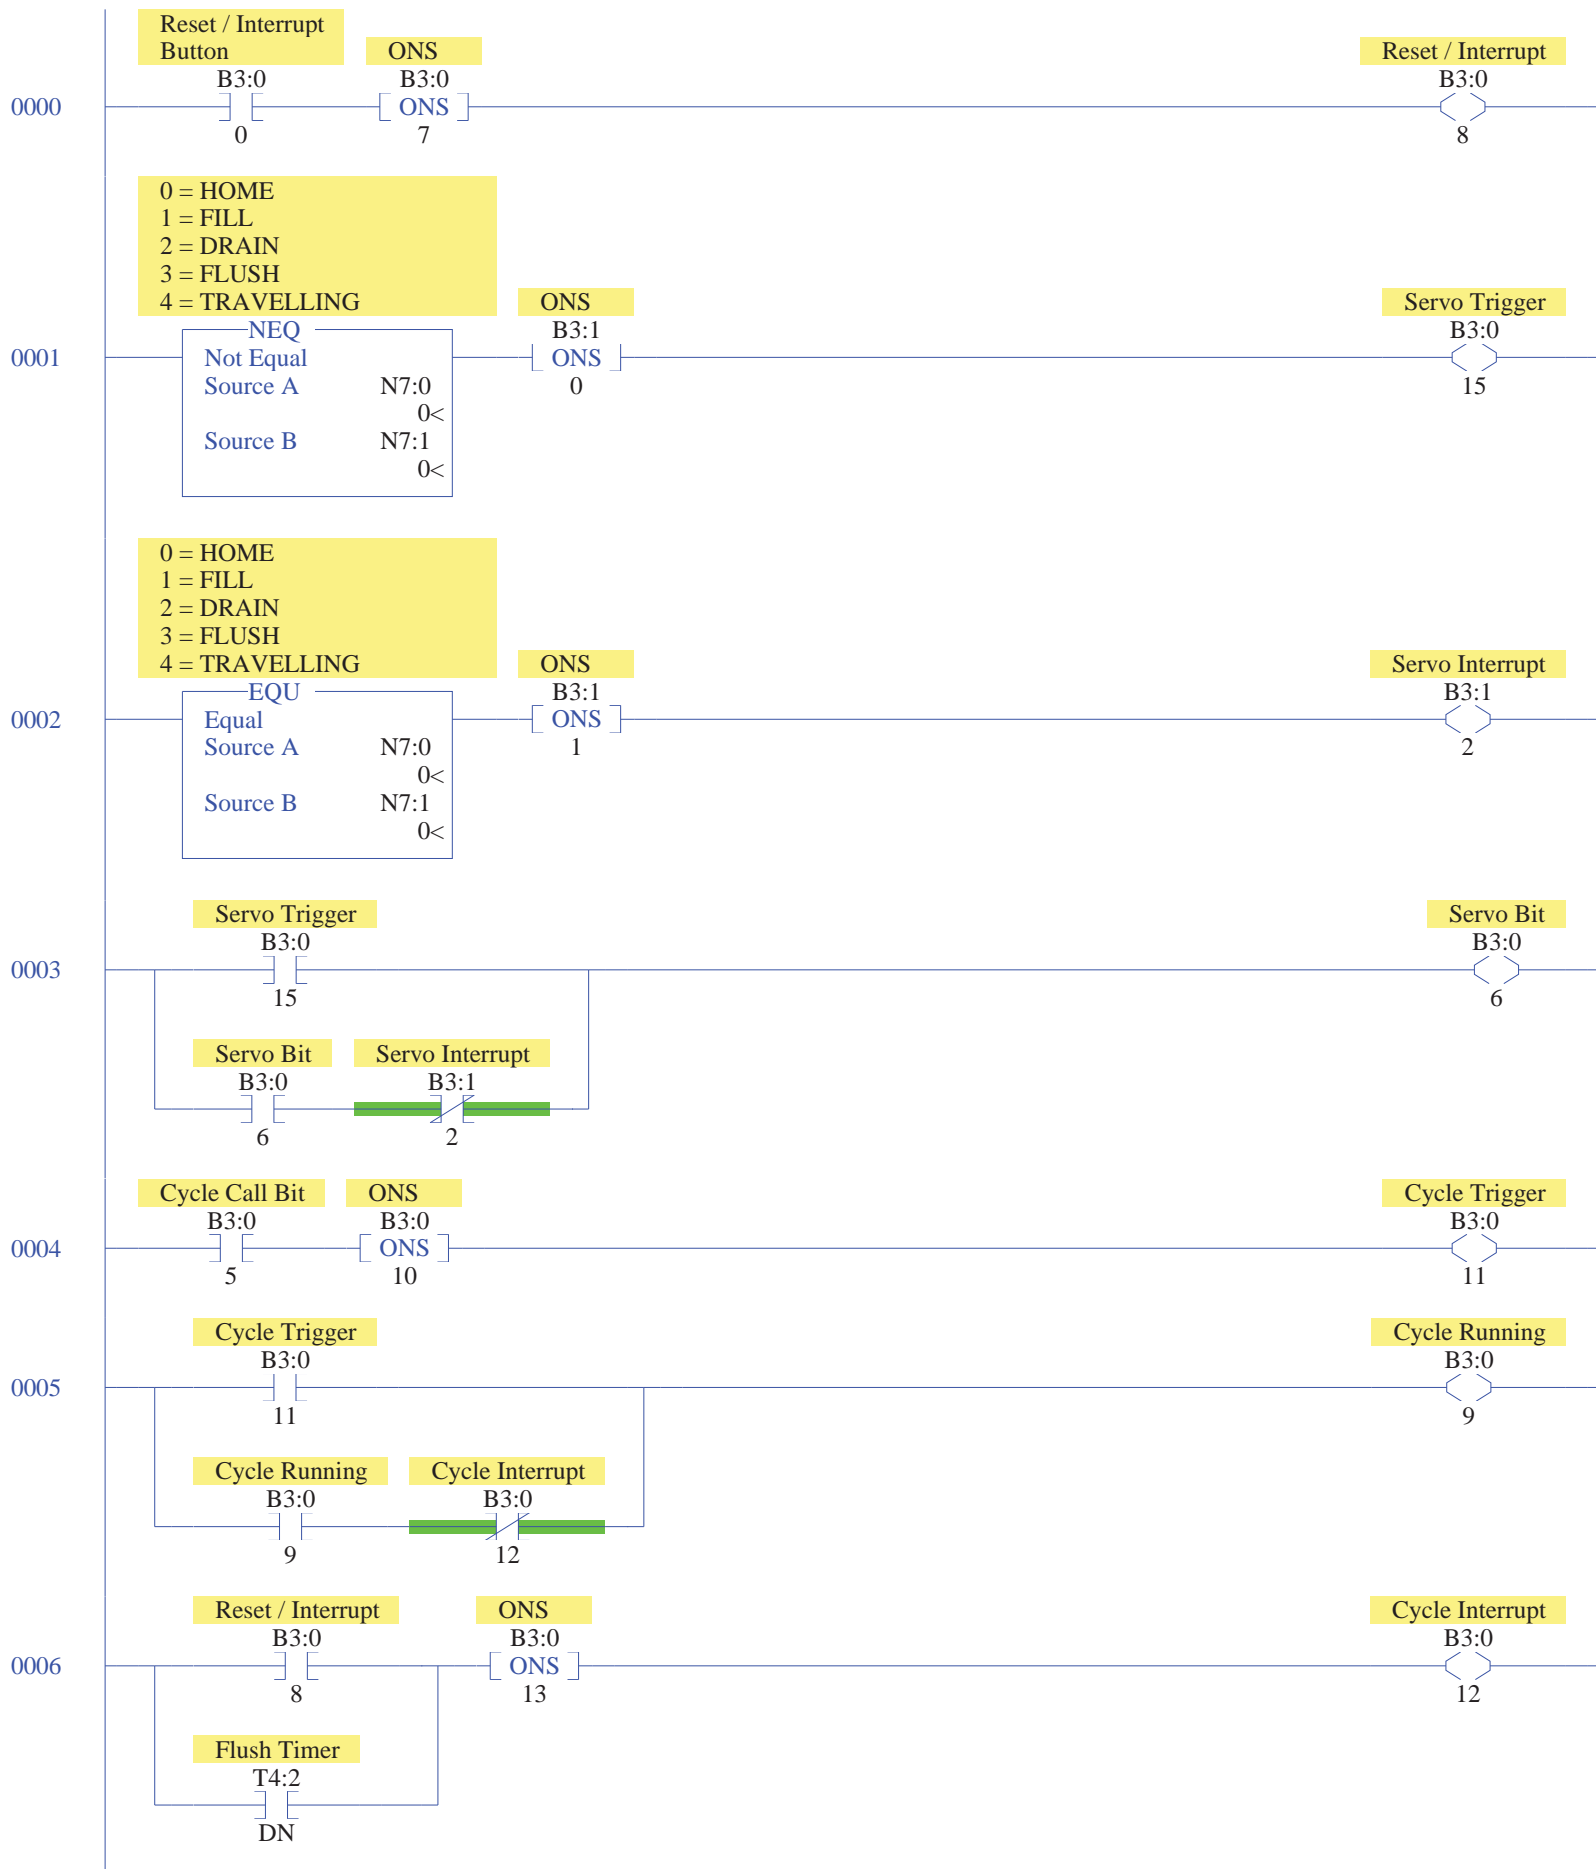 Reset / Interrupt
Button
ONS
Reset / Interrupt
B3:0
B3:0
B3:0
0000
ONS
0
7
8
0 = HOME
1 = FILL
2 = DRAIN
3 = FLUSH
4 = TRAVELLING
ONS
Servo Trigger
NEQ
B3:1
B3:0
0001
Not Equal
ONS
Source A
N7:0
0
15
0<
Source B
N7:1
0<
0 = HOME
1 = FILL
2 = DRAIN
3 = FLUSH
4 = TRAVELLING
ONS
Servo Interrupt
EQU
B3:1
B3:1
0002
Equal
ONS
Source A
N7:0
1
2
0<
Source B
N7:1
0<
Servo Trigger
Servo Bit
B3:0
B3:0
0003
15
6
Servo Bit
Servo Interrupt
B3:0
B3:1
6
2
Cycle Call Bit
ONS
Cycle Trigger
B3:0
B3:0
B3:0
0004
ONS
5
10
11
Cycle Trigger
Cycle Running
B3:0
B3:0
0005
11
9
Cycle Running
Cycle Interrupt
B3:0
B3:0
9
12
Reset / Interrupt
ONS
Cycle Interrupt
B3:0
B3:0
B3:0
0006
ONS
8
13
12
Flush Timer
T4:2
DN